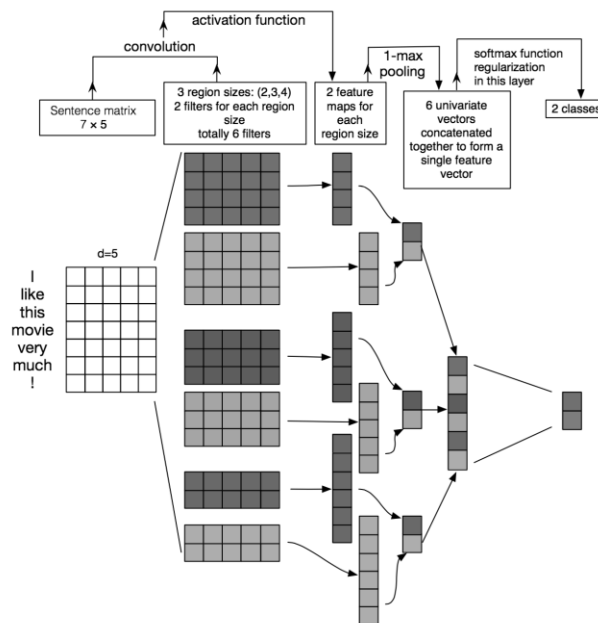 activation function
convolution
1-max
pooling
softmax function
regularization
in this layer
Sentence matrix
7 × 5
3 region sizes: (2,3,4)
2 filters for each region
size
totally 6 filters
2 feature
maps for
each
region size
6 univariate
vectors
concatenated
together to form a
single feature
vector
2 classes
d=5
I
like
this
movie
very
much
!